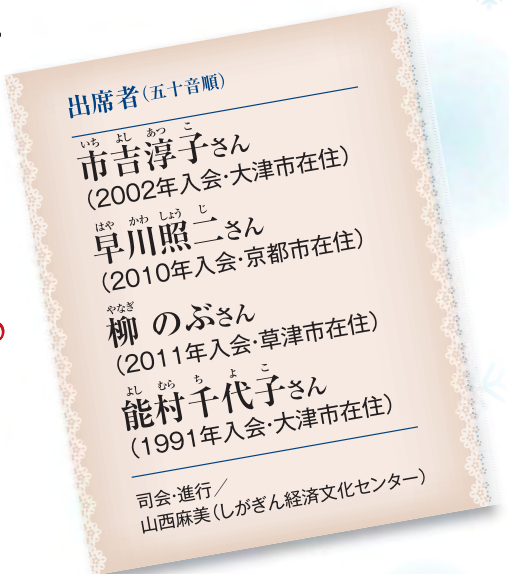 出席者(五十音順)
いち よし あつ こ
市吉淳子さん
(2002年入会・大津市在住)
はや かわ しょう じ
早川照二さん
(2010年入会・京都市在住)
やなぎ
柳 のぶさん
(2011年入会・草津市在住)
よし むら ち よ こ
能村千代子さん
(1991年入会・大津市在住)
司会・進行／
山西麻美(しがぎん経済文化センター)